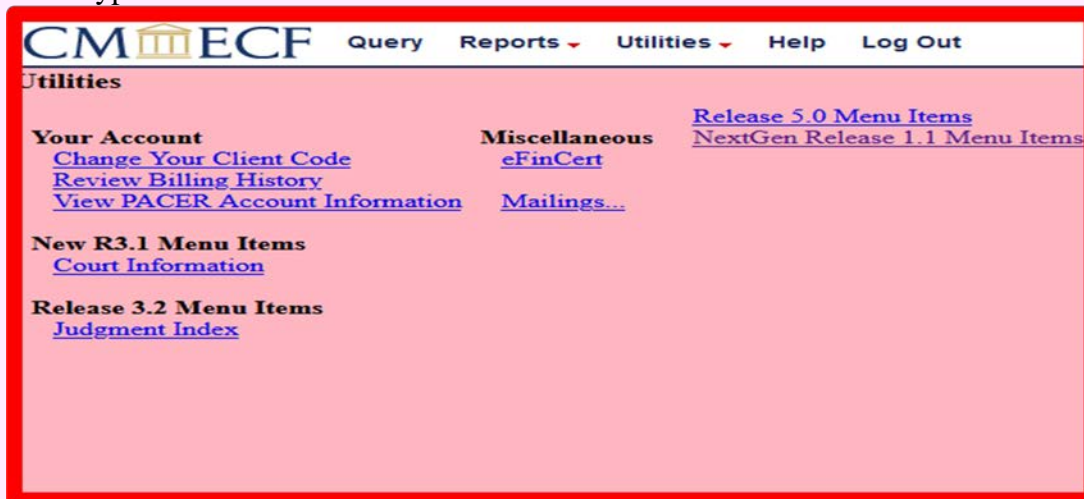 CM ECF Query Reports Utilities Help Log Out
Utilities
Release 5.0 Menu Items
Your Account Miscellaneous NextGen Release 1.1 Menu Items
Change Your Client Code eFinCert
Review Billing History
View PACER Account Information Mailings...
New R3.1 Menu Items
Court Information
Release 3.2 Menu Items
Judgment Index